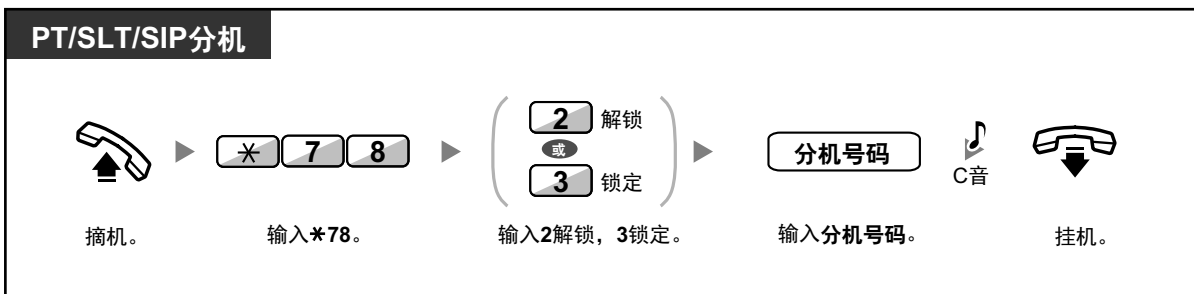 PT/SLT/SIP分机
2 解锁
或
3 锁定
✳ 7 8
分机号码
C音
摘机。
输入✳78。
输入2解锁，3锁定。
输入分机号码。
挂机。